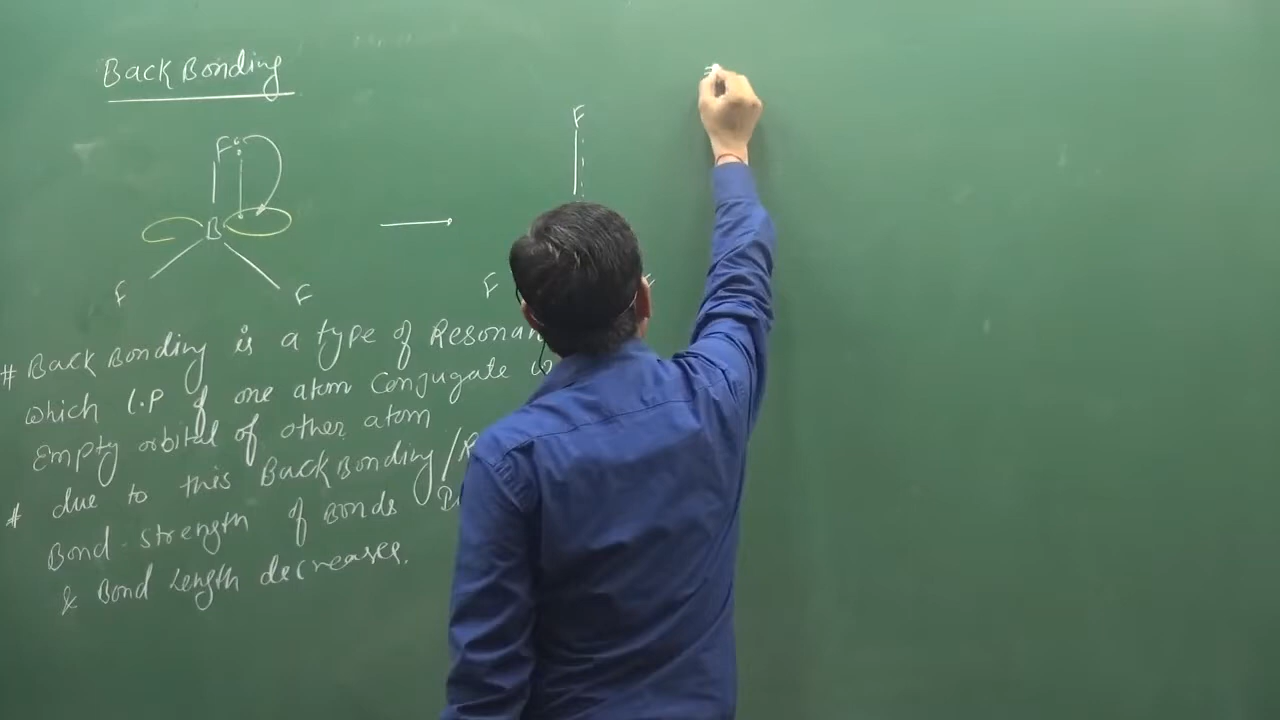 Back Bonding
F
F
B
F
F
F
# Back Bonding is a type of Resonan
which l.p of one atom conjugate
Empty orbital of other atom
# due to this Back Bonding/R
Bond strength of Bonds
& Bond Length decreases.